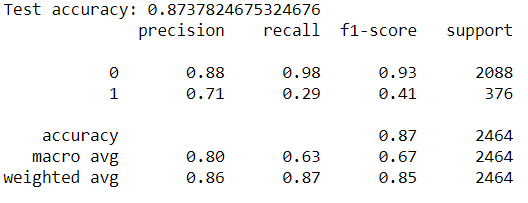 Test accuracy: 0.8737824675324676
precision recall f1-score support
0 0.88 0.98 0.93 2088
1 0.71 0.29 0.41 376
accuracy 0.87 2464
macro avg 0.80 0.63 0.67 2464
weighted avg 0.86 0.87 0.85 2464